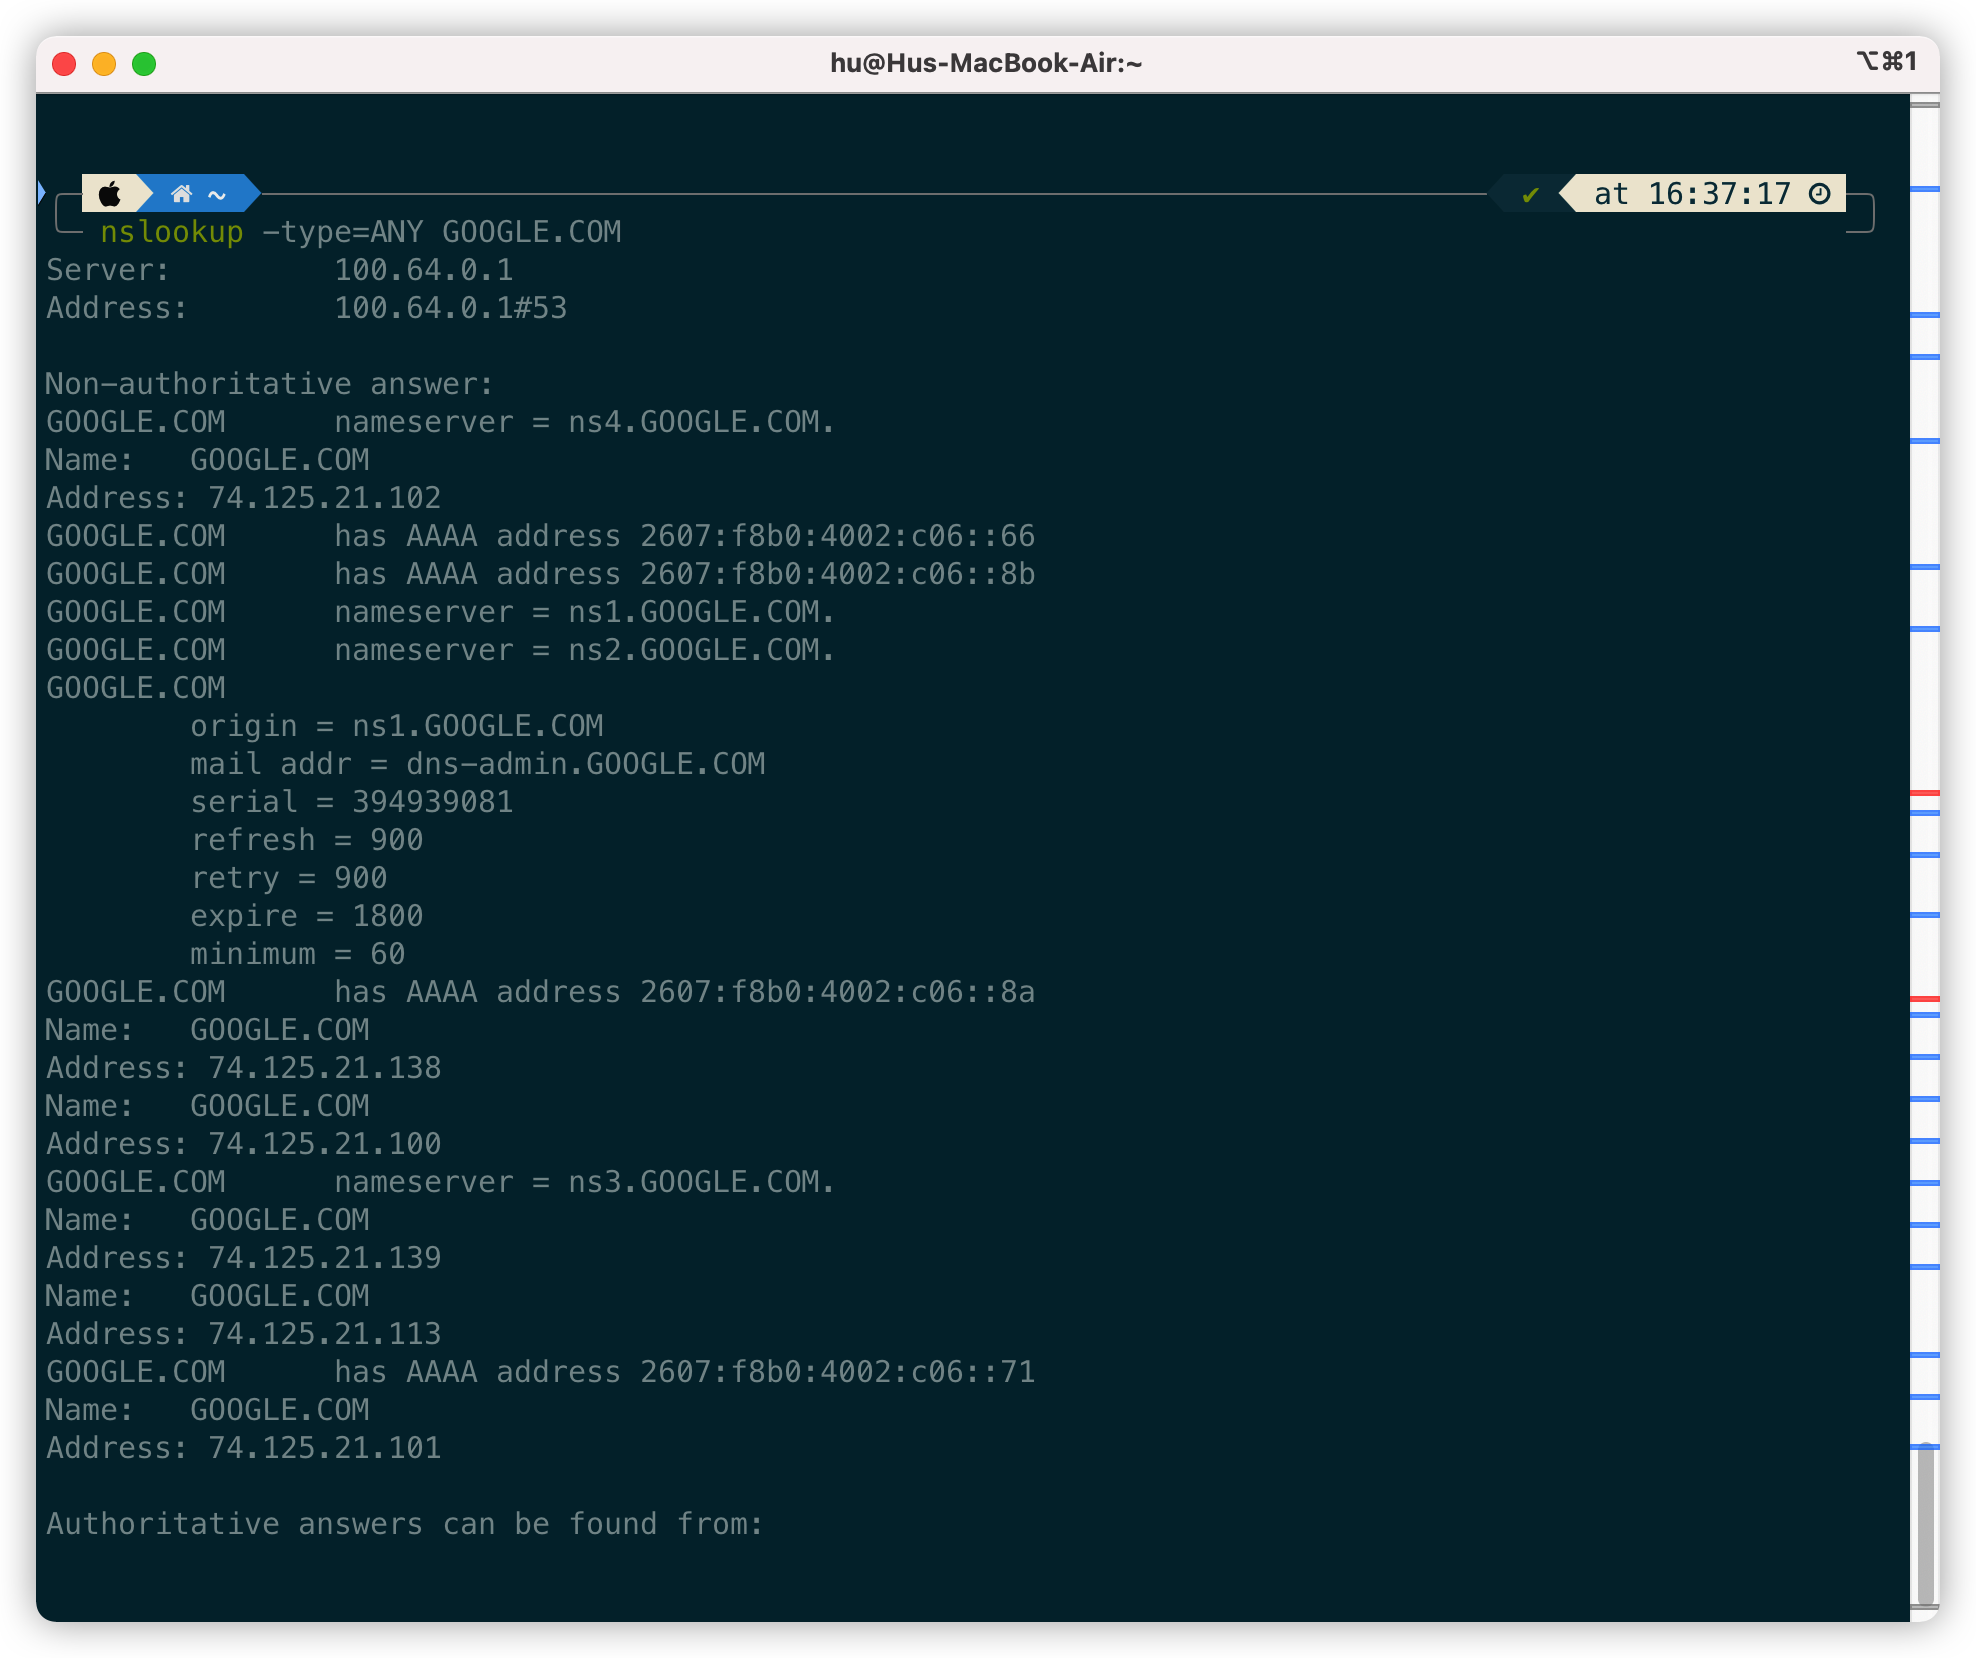 hu@Hus-MacBook-Air:~ ⌥⌘1
~ ✔ at 16:37:17
nslookup -type=ANY GOOGLE.COM
Server: 100.64.0.1
Address: 100.64.0.1#53
Non-authoritative answer:
GOOGLE.COM nameserver = ns4.GOOGLE.COM.
Name: GOOGLE.COM
Address: 74.125.21.102
GOOGLE.COM has AAAA address 2607:f8b0:4002:c06::66
GOOGLE.COM has AAAA address 2607:f8b0:4002:c06::8b
GOOGLE.COM nameserver = ns1.GOOGLE.COM.
GOOGLE.COM nameserver = ns2.GOOGLE.COM.
GOOGLE.COM
origin = ns1.GOOGLE.COM
mail addr = dns-admin.GOOGLE.COM
serial = 394939081
refresh = 900
retry = 900
expire = 1800
minimum = 60
GOOGLE.COM has AAAA address 2607:f8b0:4002:c06::8a
Name: GOOGLE.COM
Address: 74.125.21.138
Name: GOOGLE.COM
Address: 74.125.21.100
GOOGLE.COM nameserver = ns3.GOOGLE.COM.
Name: GOOGLE.COM
Address: 74.125.21.139
Name: GOOGLE.COM
Address: 74.125.21.113
GOOGLE.COM has AAAA address 2607:f8b0:4002:c06::71
Name: GOOGLE.COM
Address: 74.125.21.101
Authoritative answers can be found from: